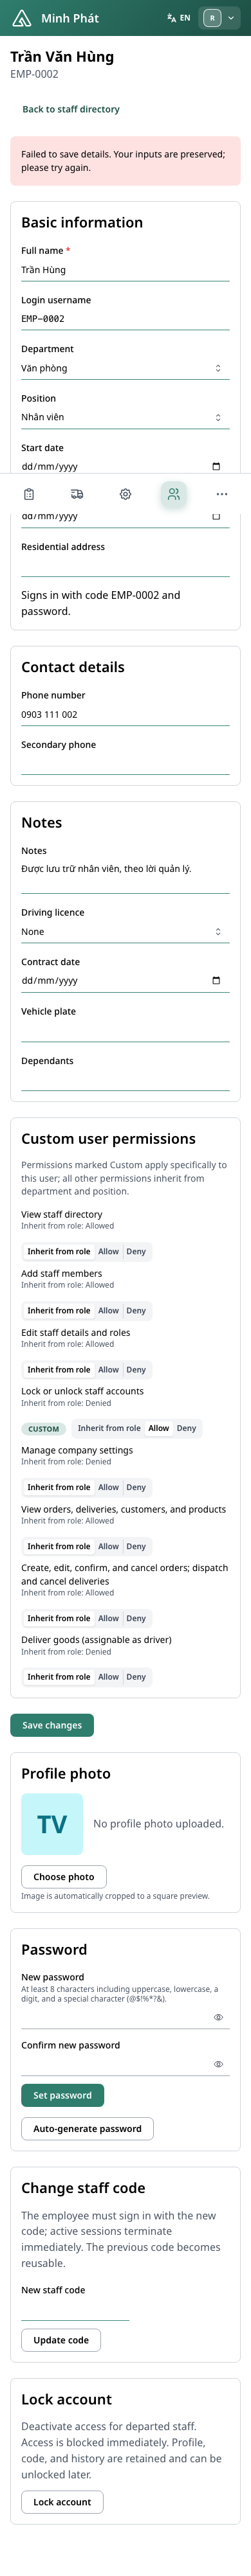 Minh Phát
EN
R
Trần Văn Hùng
EMP-0002
Back to staff directory
Failed to save details. Your inputs are preserved;
please try again.
Basic information
Full name *
Trần Hùng
Login username
EMP-0002
Department
Văn phòng
Position
Nhân viên
Start date
dd/mm/yyyy
dd/mm/yyyy
Residential address
Signs in with code EMP-0002 and
password.
Contact details
Phone number
0903 111 002
Secondary phone
Notes
Notes
Được lưu trữ nhân viên, theo lời quản lý.
Driving licence
None
Contract date
dd/mm/yyyy
Vehicle plate
Dependants
Custom user permissions
Permissions marked Custom apply specifically to
this user; all other permissions inherit from
department and position.
View staff directory
Inherit from role: Allowed
Inherit from role Allow Deny
Add staff members
Inherit from role: Allowed
Inherit from role Allow Deny
Edit staff details and roles
Inherit from role: Allowed
Inherit from role Allow Deny
Lock or unlock staff accounts
Inherit from role: Denied
CUSTOM Inherit from role Allow Deny
Manage company settings
Inherit from role: Denied
Inherit from role Allow Deny
View orders, deliveries, customers, and products
Inherit from role: Allowed
Inherit from role Allow Deny
Create, edit, confirm, and cancel orders; dispatch
and cancel deliveries
Inherit from role: Allowed
Inherit from role Allow Deny
Deliver goods (assignable as driver)
Inherit from role: Denied
Inherit from role Allow Deny
Save changes
Profile photo
TV
No profile photo uploaded.
Choose photo
Image is automatically cropped to a square preview.
Password
New password
At least 8 characters including uppercase, lowercase, a
digit, and a special character (@$!%*?&).
Confirm new password
Set password
Auto-generate password
Change staff code
The employee must sign in with the new
code; active sessions terminate
immediately. The previous code becomes
reusable.
New staff code
Update code
Lock account
Deactivate access for departed staff.
Access is blocked immediately. Profile,
code, and history are retained and can be
unlocked later.
Lock account